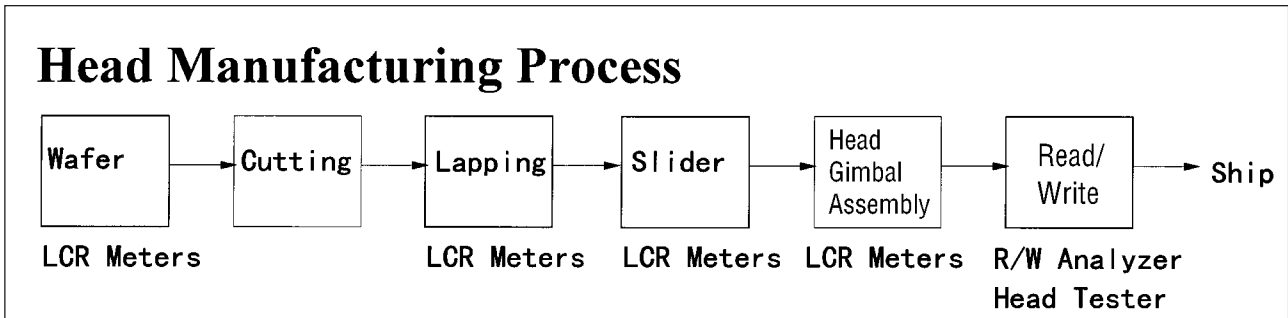 Head Manufacturing Process
Wafer
Cutting
Lapping
Slider
Head
Gimbal
Assembly
Read/
Write
Ship
LCR Meters
LCR Meters
LCR Meters
LCR Meters
R/W Analyzer
Head Tester